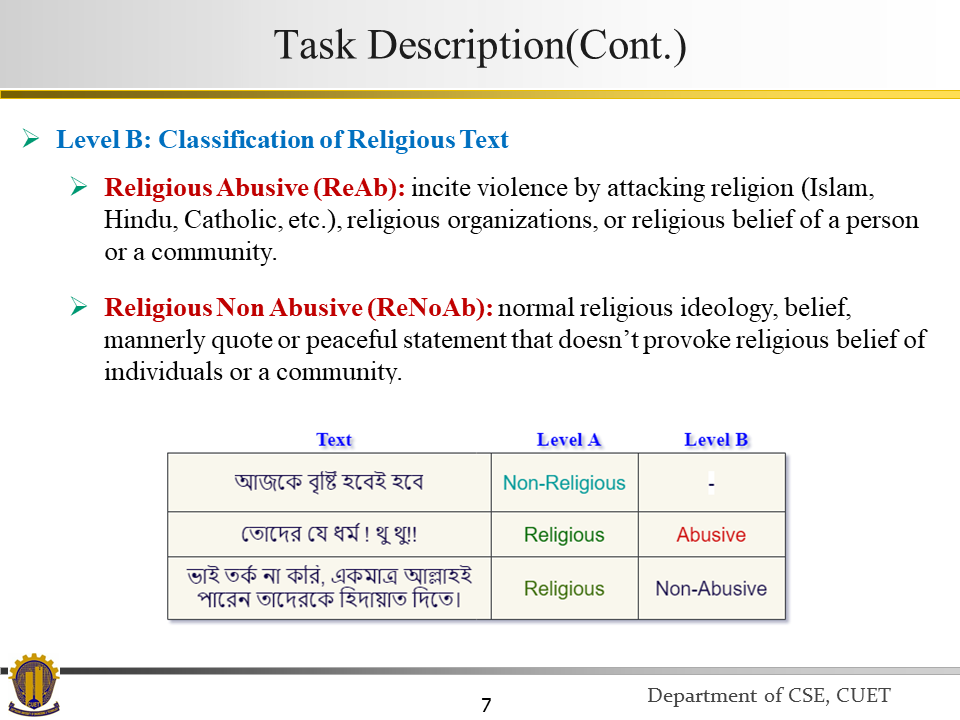 Task Description(Cont.)
Level B: Classification of Religious Text
Religious Abusive (ReAb): incite violence by attacking religion (Islam,
Hindu, Catholic, etc.), religious organizations, or religious belief of a person
or a community.
Religious Non Abusive (ReNoAb): normal religious ideology, belief,
mannerly quote or peaceful statement that doesn’t provoke religious belief of
individuals or a community.
Text Level A Level B
আজকে বৃষ্টি হবেই হবে Non-Religious -
তোদের যে ধর্ম ! থু থু!! Religious Abusive
ভাই তর্ক না করি, একমাত্র আল্লাহই
পারেন তাদেরকে হিদায়াত দিতে। Religious Non-Abusive
CUET
7
Department of CSE, CUET